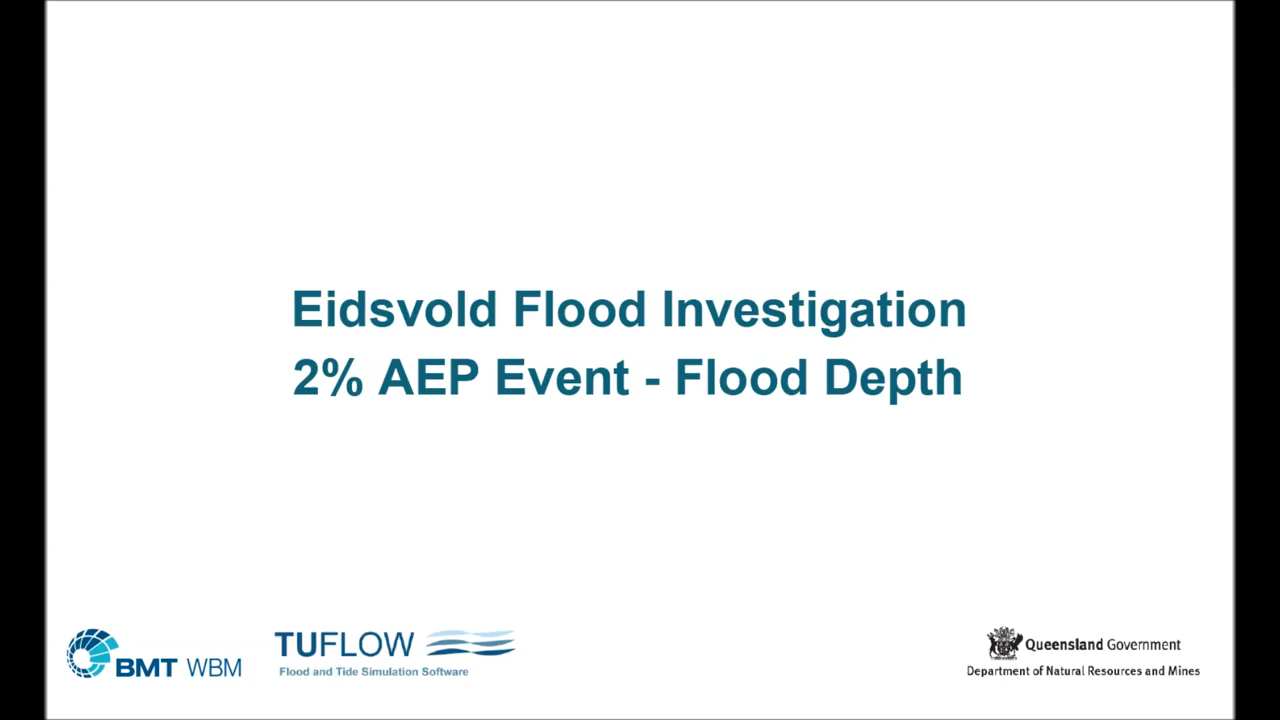 Eidsvold Flood Investigation
2% AEP Event - Flood Depth
BMT WBM
TUFLOW
Flood and Tide Simulation Software
Queensland Government
Department of Natural Resources and Mines